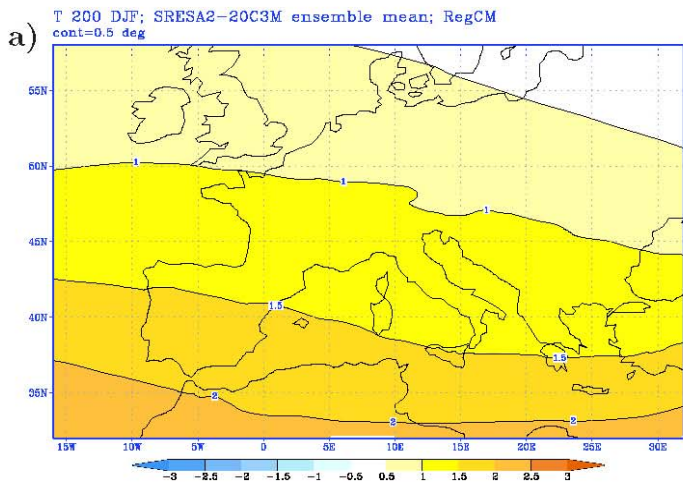 T 200 DJF; SRESA2-20C3M ensemble mean; RegCM
a)
cont=0.5 deg
55N
50N
45N
40N
35N
1
1
1
1.5
1.5
2
2
15W 10W 5W 0 5E 10E 15E 20E 25E 30E
-3 -2.5 -2 -1.5 -1 -0.5 0.5 1 1.5 2 2.5 3